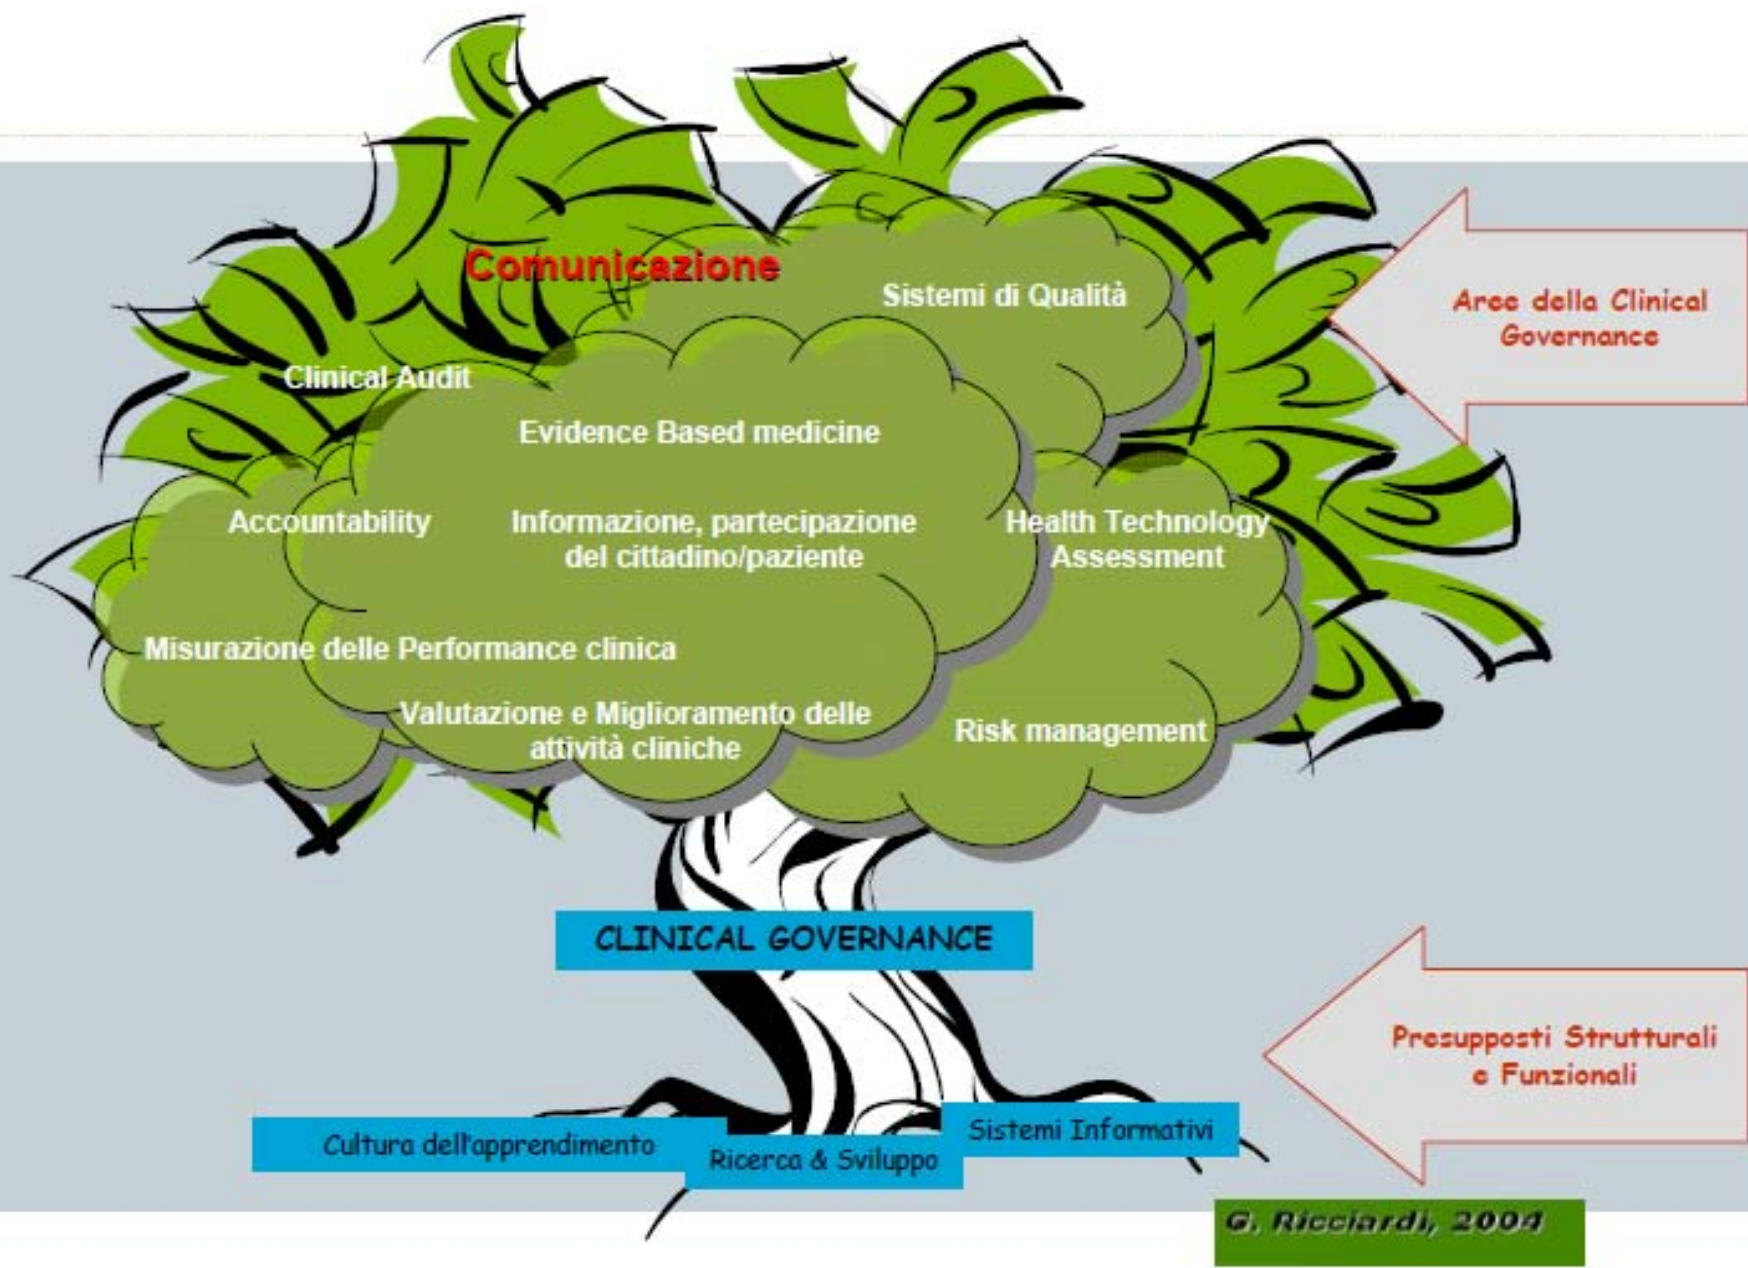 Comunicazione
Sistemi di Qualità
Aree della Clinical
Governance
Clinical Audit
Evidence Based medicine
Accountability
Informazione, partecipazione
del cittadino/paziente
Health Technology
Assessment
Misurazione delle Performance clinica
Valutazione e Miglioramento delle
attività cliniche
Risk management
CLINICAL GOVERNANCE
Presupposti Strutturali
e Funzionali
Cultura dell'apprendimento
Ricerca & Sviluppo
Sistemi Informativi
G. Ricciardi, 2004